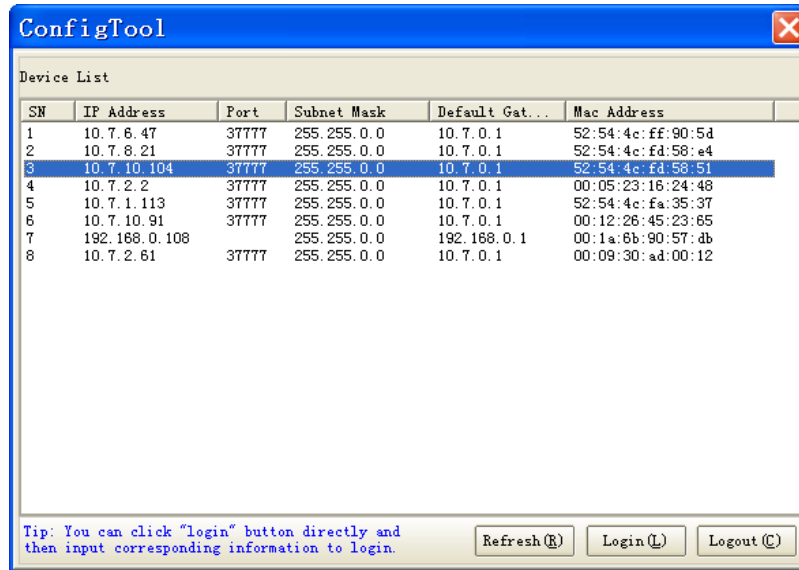 ConfigTool
Device List
SN IP Address Port Subnet Mask Default Gat... Mac Address
1 10.7.6.47 37777 255.255.0.0 10.7.0.1 52:54:4c:ff:90:5d
2 10.7.8.21 37777 255.255.0.0 10.7.0.1 52:54:4c:fd:58:e4
3 10.7.10.104 37777 255.255.0.0 10.7.0.1 52:54:4c:fd:58:51
4 10.7.2.2 37777 255.255.0.0 10.7.0.1 00:05:23:16:24:48
5 10.7.1.113 37777 255.255.0.0 10.7.0.1 52:54:4c:fa:35:37
6 10.7.10.91 37777 255.255.0.0 10.7.0.1 00:12:26:45:23:65
7 192.168.0.108 255.255.0.0 192.168.0.1 00:1a:6b:90:57:db
8 10.7.2.61 37777 255.255.0.0 10.7.0.1 00:09:30:ad:00:12
Tip: You can click "login" button directly and
then input corresponding information to login.
Refresh(R) Login(L) Logout(C)